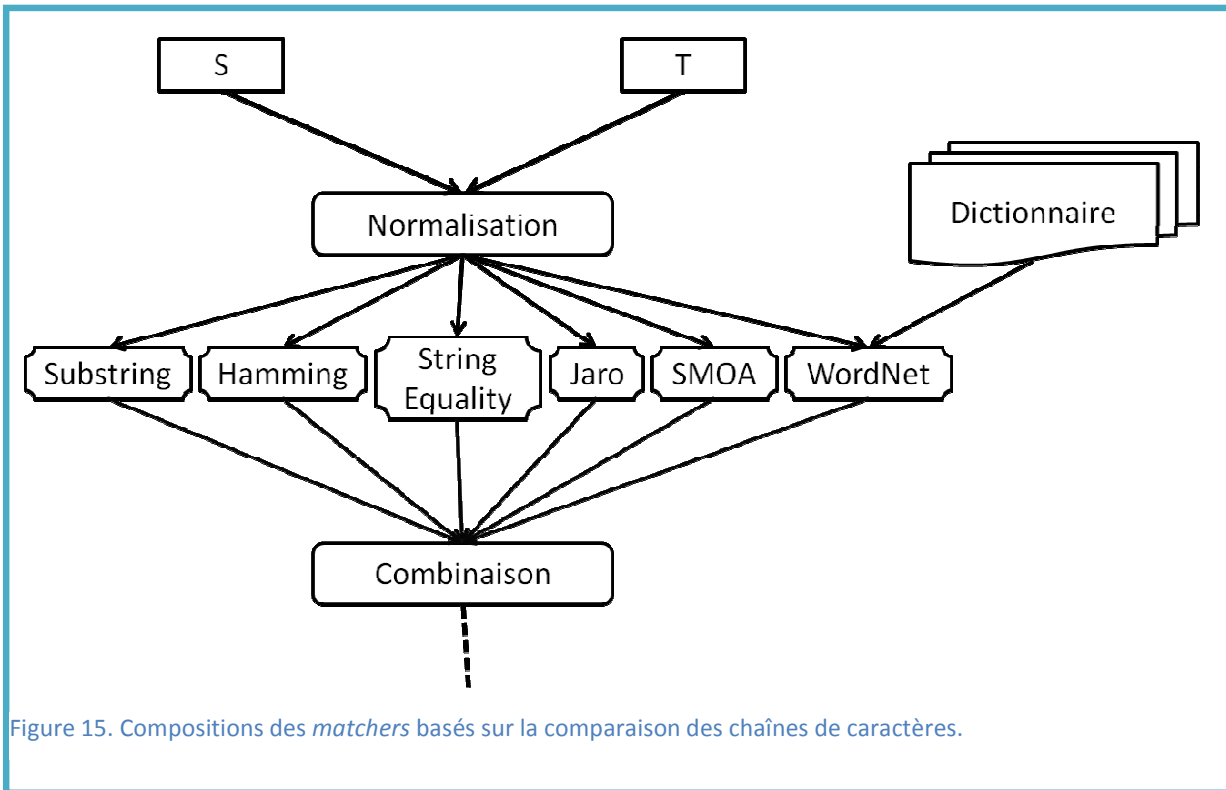 S
T
Normalisation
Dictionnaire
Substring
Hamming
String
Equality
Jaro
SMOA
WordNet
Combinaison
Figure 15. Compositions des matchers basés sur la comparaison des chaînes de caractères.